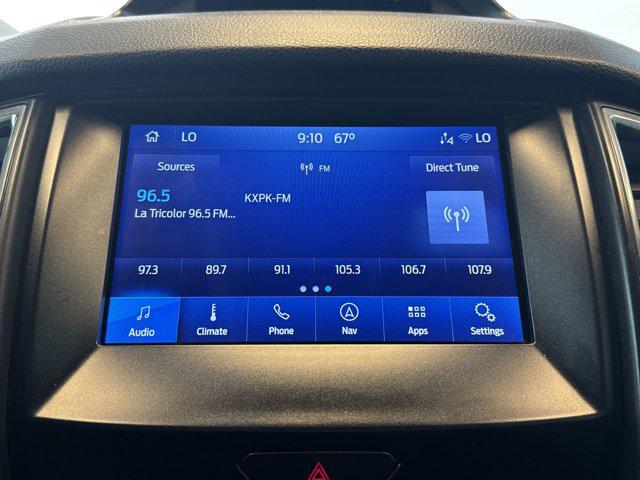 LO 9:10 67º LO
Sources FM Direct Tune
96.5 KXPK-FM
La Tricolor 96.5 FM...
97.3 89.7 91.1 105.3 106.7 107.9
Audio Climate Phone Nav Apps Settings